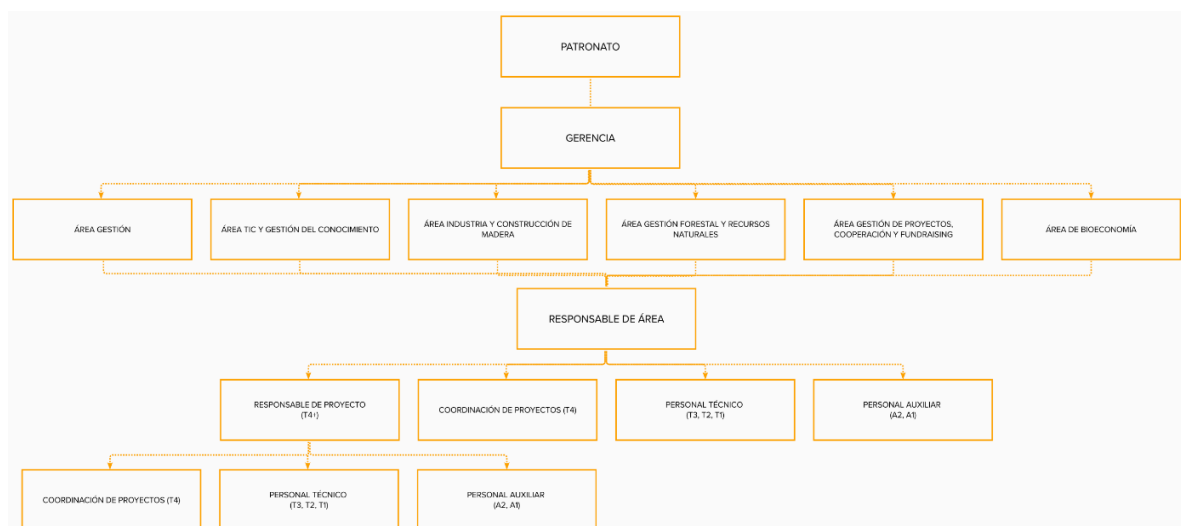 PATRONATO
GERENCIA
ÁREA GESTIÓN
ÁREA TIC Y GESTIÓN DEL CONOCIMIENTO
ÁREA INDUSTRIA Y CONSTRUCCIÓN DE
MADERA
ÁREA GESTIÓN FORESTAL Y RECURSOS
NATURALES
ÁREA GESTIÓN DE PROYECTOS,
COOPERACIÓN Y FUNDRAISING
ÁREA DE BIOECONOMÍA
RESPONSABLE DE ÁREA
RESPONSABLE DE PROYECTO
(T4+)
COORDINACIÓN DE PROYECTOS (T4)
PERSONAL TÉCNICO
(T3, T2, T1)
PERSONAL AUXILIAR
(A2, A1)
COORDINACIÓN DE PROYECTOS (T4)
PERSONAL TÉCNICO
(T3, T2, T1)
PERSONAL AUXILIAR
(A2, A1)